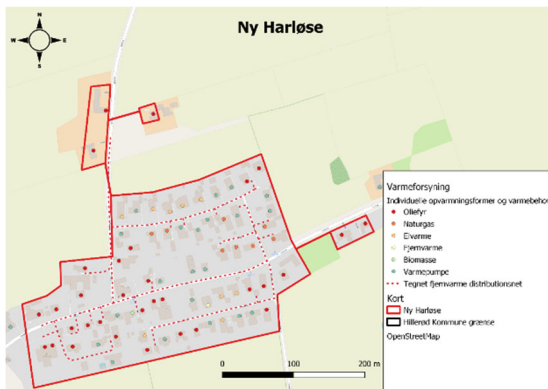 Ny Harløse
N
W E
S
Varmeforsyning
Individuelle opvarmningsformer og varmebeho
Oliefyr
Naturgas
Elvarme
Fjernvarme
Biomasse
Varmepumpe
Tegnet fjernvarme distributionsnet
Kort
Ny Harløse
Hillerød Kommune grænse
OpenStreetMap
0 100 200 m